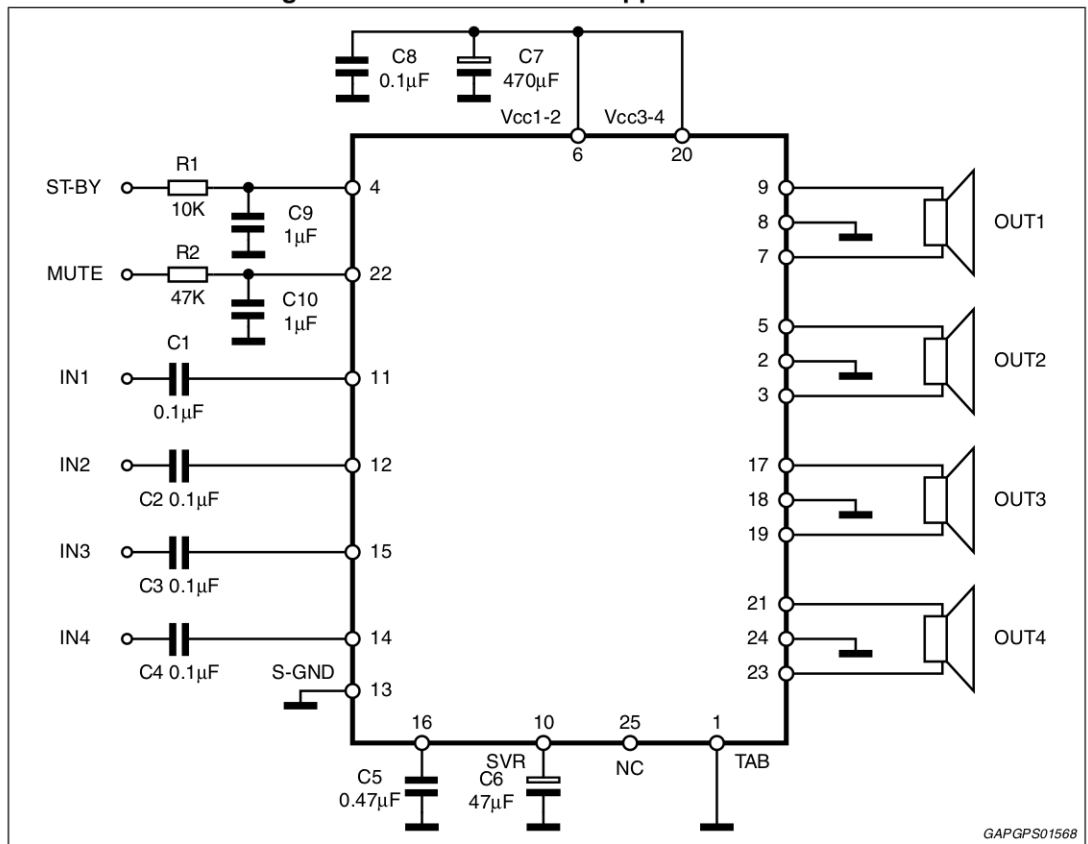 C8
0.1µF
C7
470µF
Vcc1-2
Vcc3-4
6
20
ST-BY
R1
10K
C9
1µF
4
MUTE
R2
47K
C10
1µF
22
IN1
C1
0.1µF
11
IN2
C2 0.1µF
12
IN3
C3 0.1µF
15
IN4
C4 0.1µF
14
S-GND
13
9
8
7
OUT1
5
2
3
OUT2
17
18
19
OUT3
21
24
23
OUT4
16
10
25
1
SVR
NC
TAB
C5
0.47µF
C6
47µF
GAPGPS01568